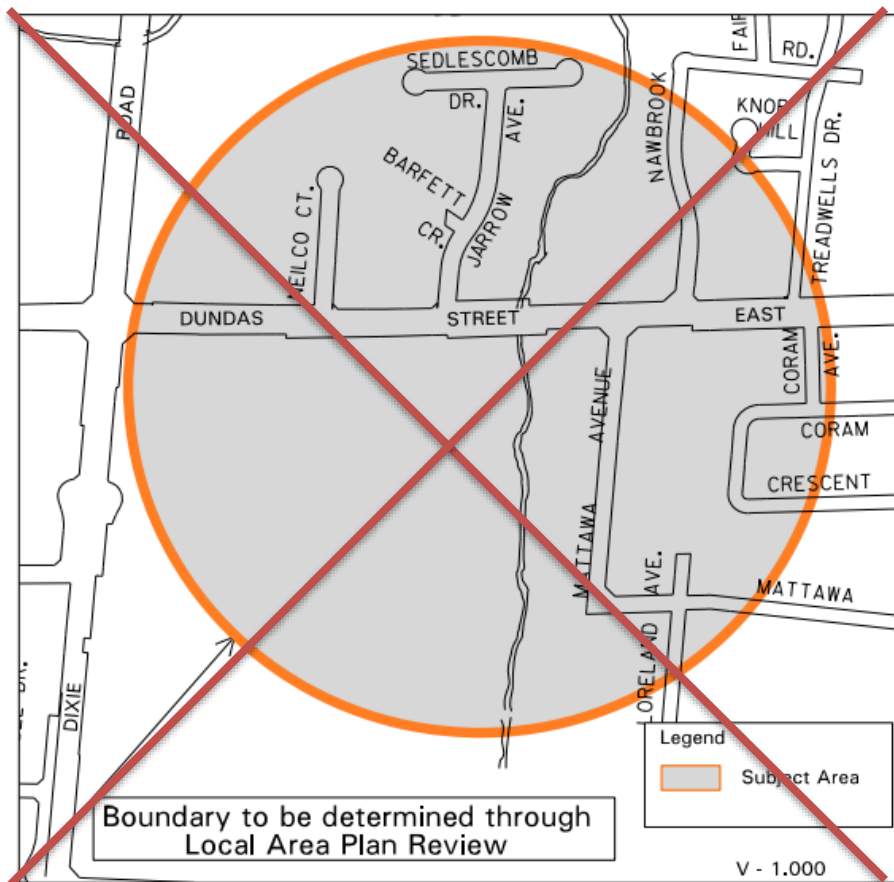 SEDLESCOMB
DR.
AVE.
ROAD
RD.
KNOB
HILL
NAWBROOK
TREADWELLS DR.
BARFETT
CR.
JARROW
NEILCO CT.
DUNDAS STREET EAST
CORAM
AVE.
MATTAWA AVENUE
CORAM
CRESCENT
MATTAWA
AVE.
LORELAND
DIXIE
DR.
Legend
Subject Area
Boundary to be determined through
Local Area Plan Review
V - 1.000